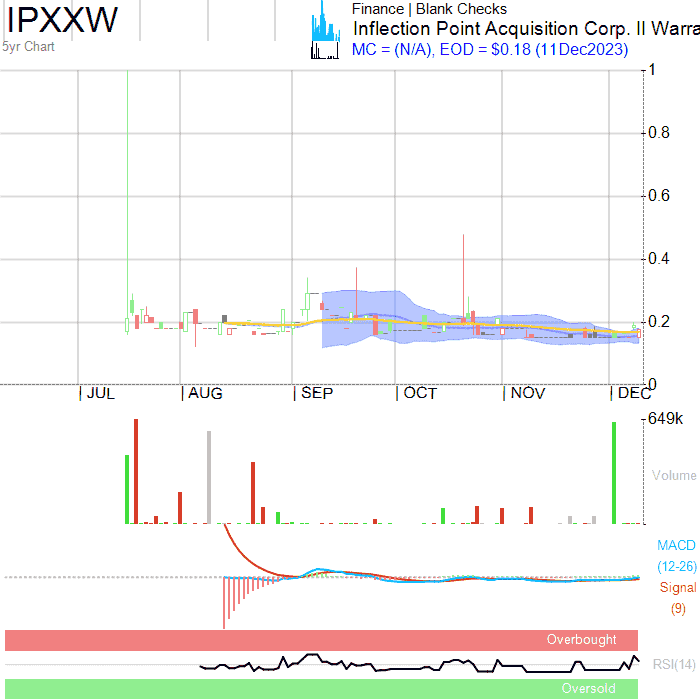 IPXXW
5yr Chart
Finance | Blank Checks
Inflection Point Acquisition Corp. II Warra
MC = (N/A), EOD = $0.18 (11Dec2023)
1
0.8
0.6
0.4
0.2
0
JUL AUG SEP OCT NOV DEC
649k
Volume
MACD
(12-26)
Signal
(9)
Overbought
RSI(14)
Oversold